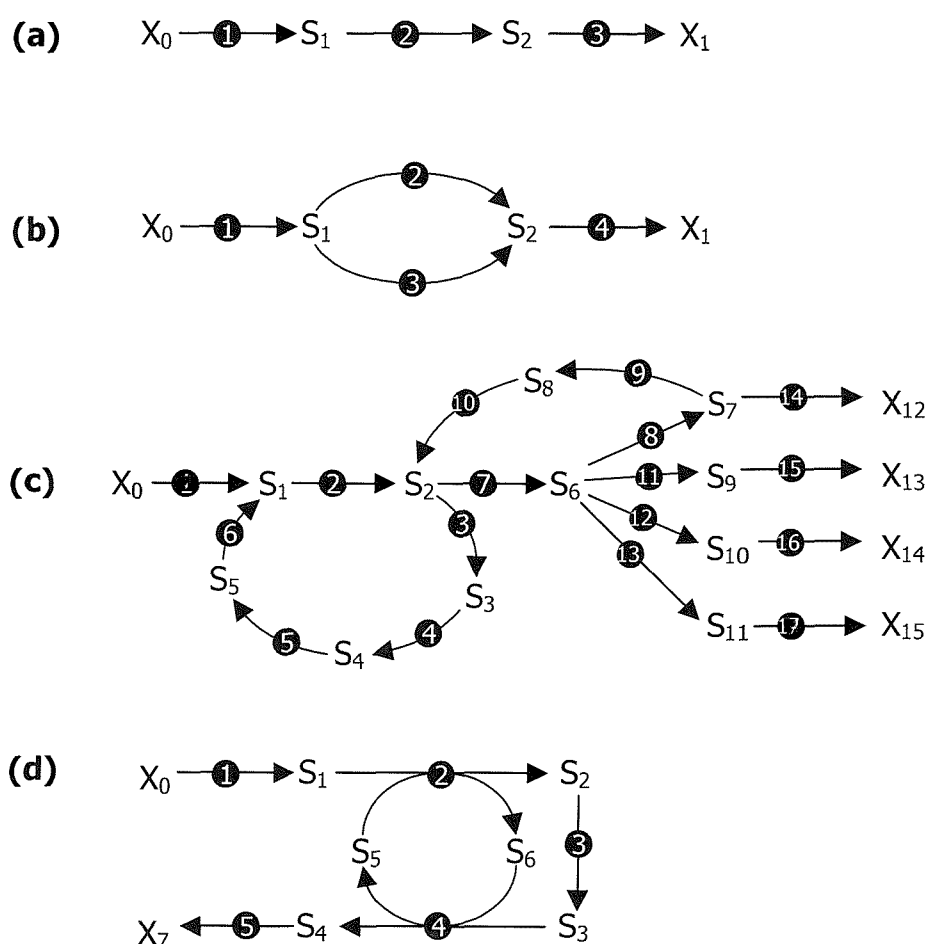 (a) X₀ 1 S₁ 2 S₂ 3 X₁
2
(b) X₀ 1 S₁ S₂ 4 X₁
3
S₈ 9
10 S₇ 14 X₁₂
8
(c) X₀ 1 S₁ 2 S₂ 7 S₆ 11 S₉ 15 X₁₃
6 3 12
13 S₁₀ 16 X₁₄
S₅ S₃
5 4 S₁₁ 17 X₁₅
S₄
(d) X₀ 1 S₁ 2 S₂
S₅ S₆ 3
X₇ 5 S₄ 4 S₃